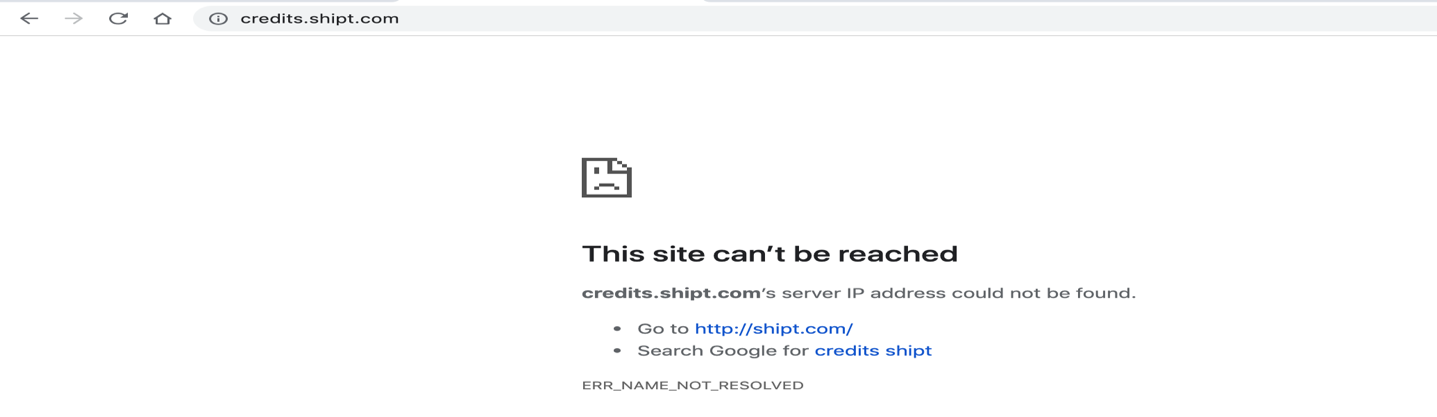 credits.shipt.com
This site can’t be reached
credits.shipt.com‘s server IP address could not be found.
• Go to http://shipt.com/
• Search Google for credits shipt
ERR_NAME_NOT_RESOLVED